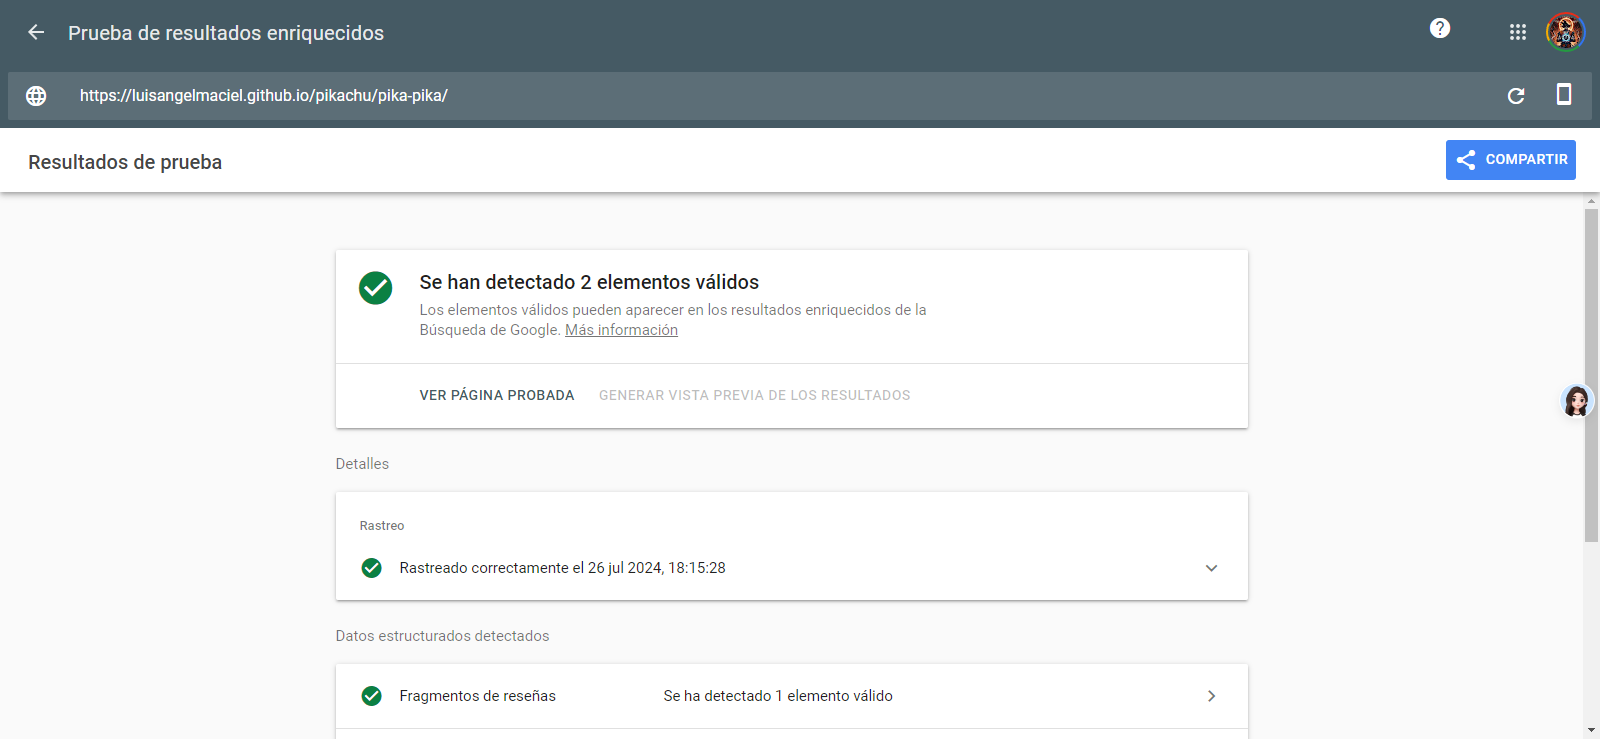 Prueba de resultados enriquecidos
https://luisangelmaciel.github.io/pikachu/pika-pika/
Resultados de prueba
COMPARTIR
Se han detectado 2 elementos válidos
Los elementos válidos pueden aparecer en los resultados enriquecidos de la
Búsqueda de Google. Más información
VER PÁGINA PROBADA GENERAR VISTA PREVIA DE LOS RESULTADOS
Detalles
Rastreo
Rastreado correctamente el 26 jul 2024, 18:15:28
Datos estructurados detectados
Fragmentos de reseñas Se ha detectado 1 elemento válido